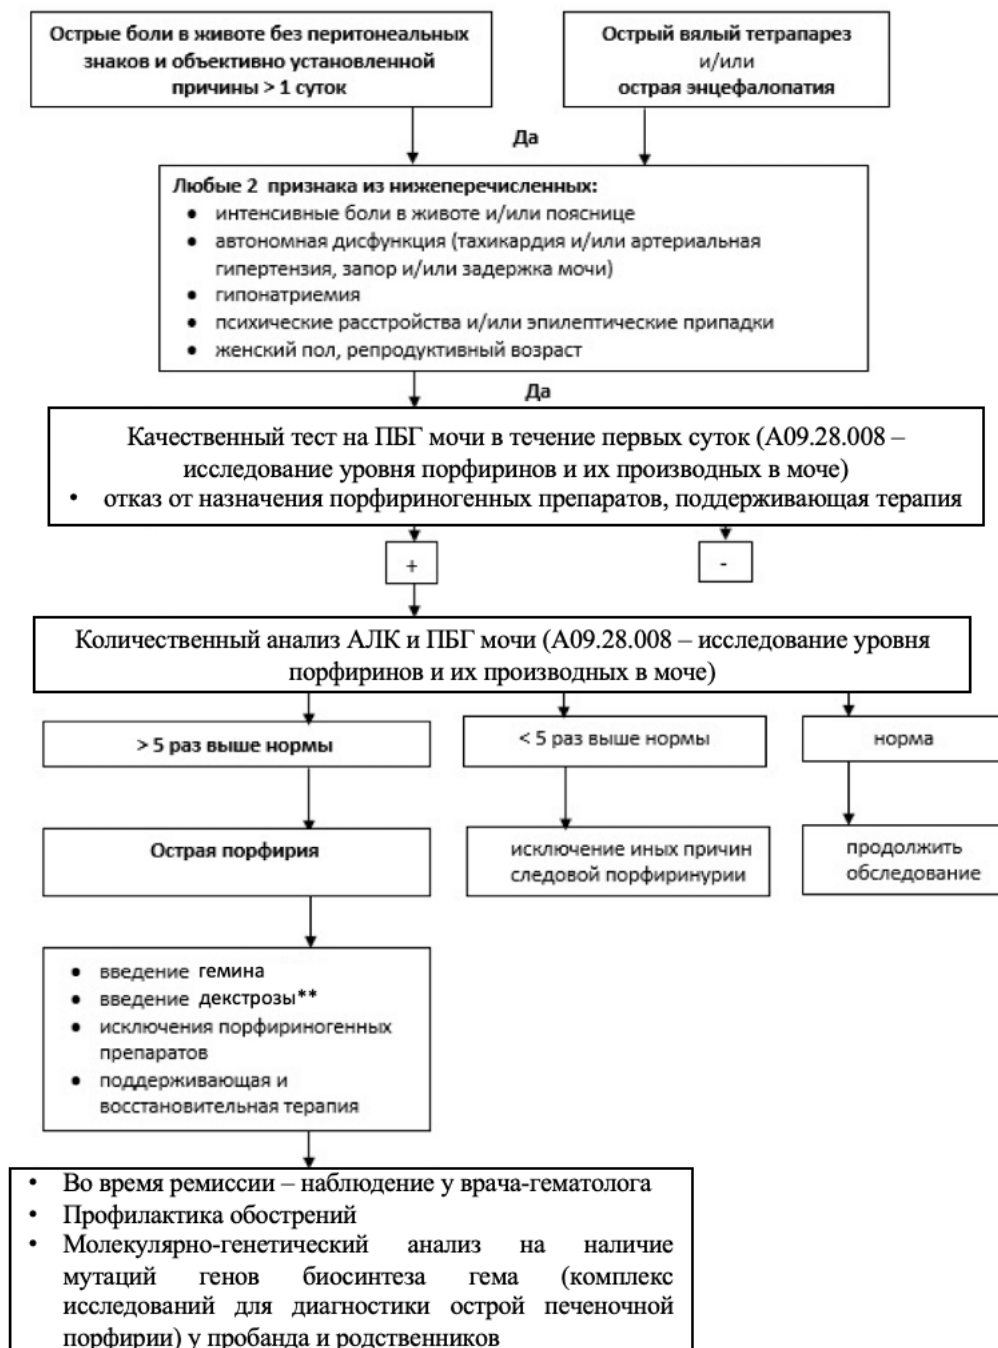 Острые боли в животе без перитонеальных
знаков и объективно установленной
причины > 1 суток
Острый вялый тетрапарез
и/или
острая энцефалопатия
Да
Любые 2 признака из нижеперечисленных:
• интенсивные боли в животе и/или пояснице
• автономная дисфункция (тахикардия и/или артериальная
гипертензия, запор и/или задержка мочи)
• гипонатриемия
• психические расстройства и/или эпилептические припадки
• женский пол, репродуктивный возраст
Да
Качественный тест на ПБГ мочи в течение первых суток (А09.28.008 –
исследование уровня порфиринов и их производных в моче)
• отказ от назначения порфириногенных препаратов, поддерживающая терапия
+
-
Количественный анализ АЛК и ПБГ мочи (А09.28.008 – исследование уровня
порфиринов и их производных в моче)
> 5 раз выше нормы
< 5 раз выше нормы
норма
Острая порфирия
исключение иных причин
следовой порфиринурии
продолжить
обследование
• введение гемина
• введение декстрозы**
• исключения порфириногенных
препаратов
• поддерживающая и
восстановительная терапия
• Во время ремиссии – наблюдение у врача-гематолога
• Профилактика обострений
• Молекулярно-генетический анализ на наличие
мутаций генов биосинтеза гема (комплекс
исследований для диагностики острой печеночной
порфирии) у пробанда и родственников